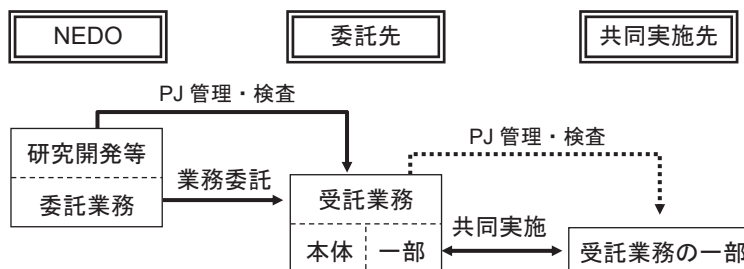 NEDO
委託先
共同実施先
PJ 管理・検査
PJ 管理・検査
研究開発等
委託業務
業務委託
受託業務
本体
一部
共同実施
受託業務の一部